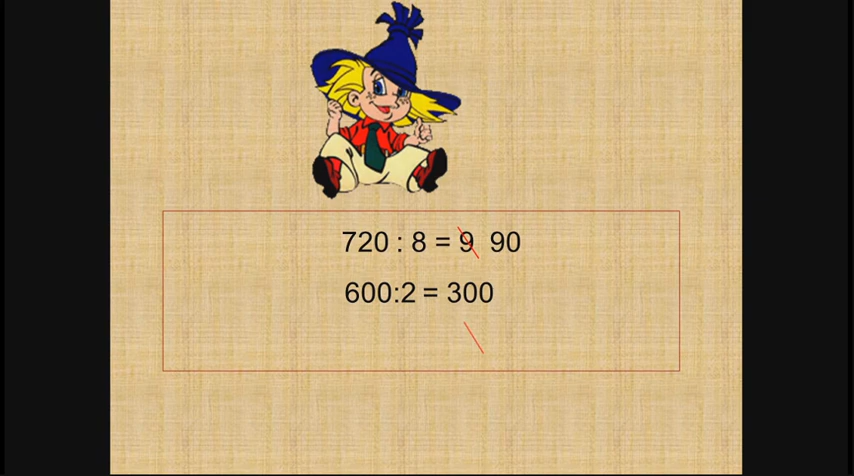 720 : 8 = 9 90
600:2 = 300